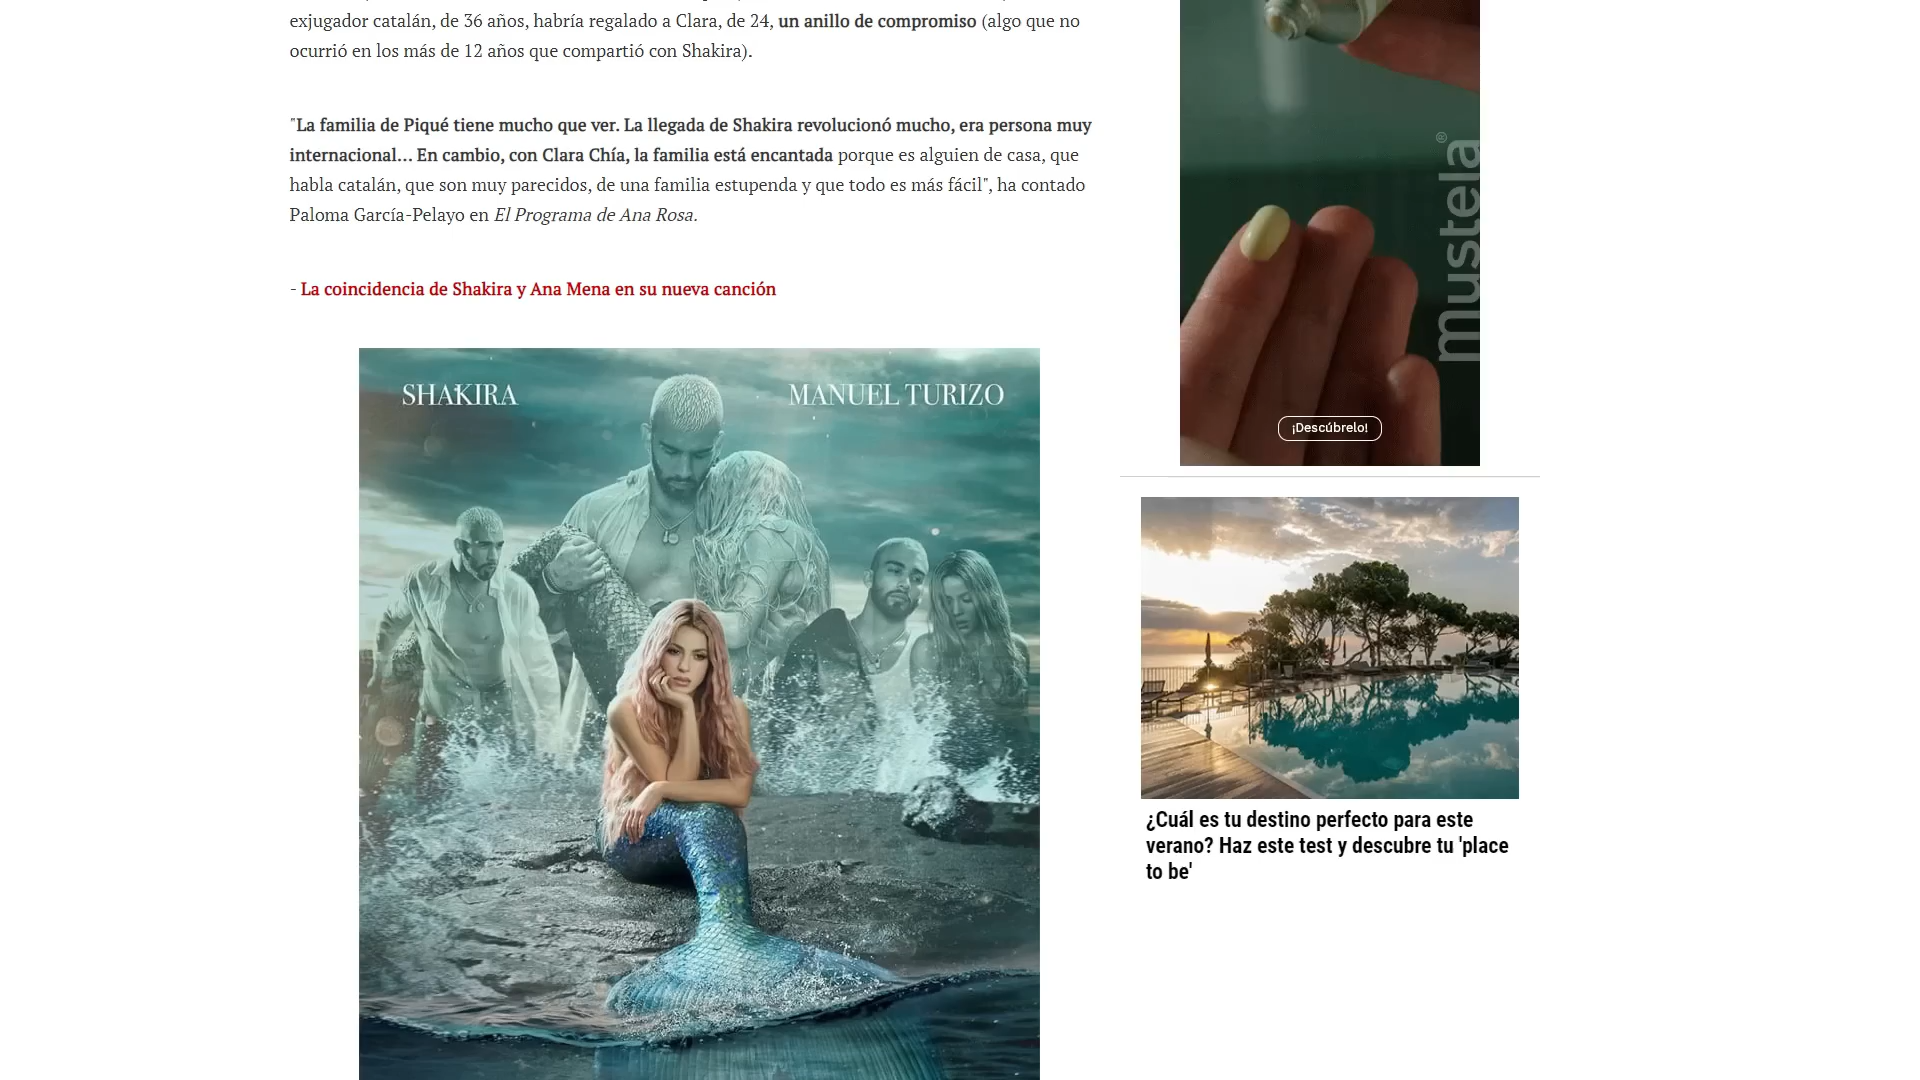 exjugador catalán, de 36 años, habría regalado a Clara, de 24, un anillo de compromiso (algo que no
ocurrió en los más de 12 años que compartió con Shakira).
"La familia de Piqué tiene mucho que ver. La llegada de Shakira revolucionó mucho, era persona muy
internacional... En cambio, con Clara Chía, la familia está encantada porque es alguien de casa, que
habla catalán, que son muy parecidos, de una familia estupenda y que todo es más fácil", ha contado
Paloma García-Pelayo en El Programa de Ana Rosa.
- La coincidencia de Shakira y Ana Mena en su nueva canción
SHAKIRA
MANUEL TURIZO
mustela®
¡Descúbrelo!
¿Cuál es tu destino perfecto para este
verano? Haz este test y descubre tu 'place
to be'